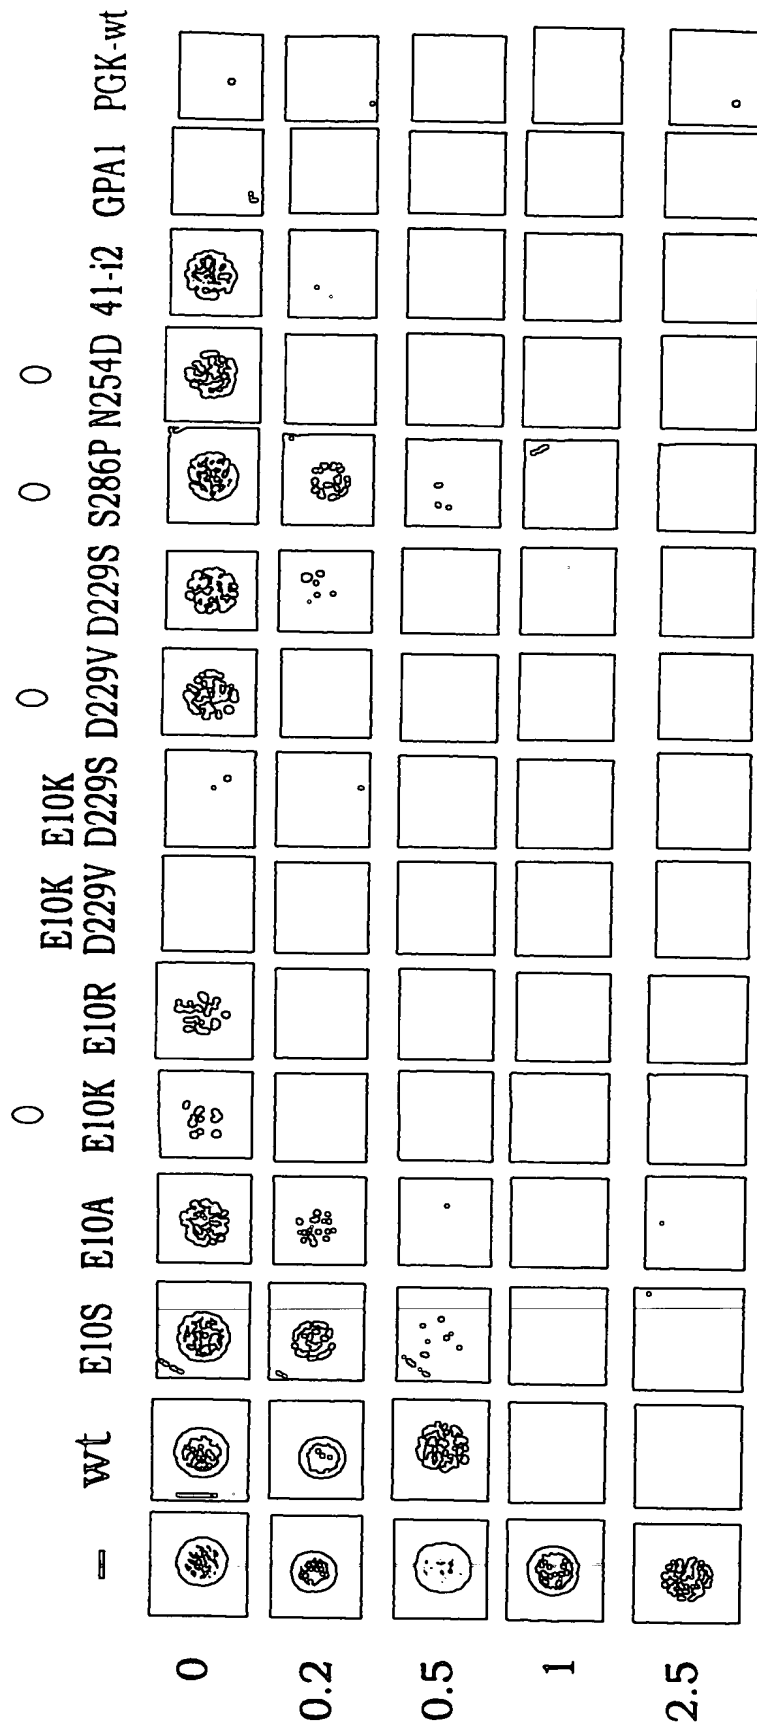 O O O O
E10K E10K
– wt E10S E10A E10K E10R D229V D229S D229V D229S S286P N254D 41-i2 GPA1 PGK-wt
0
0.2
0.5
1
2.5